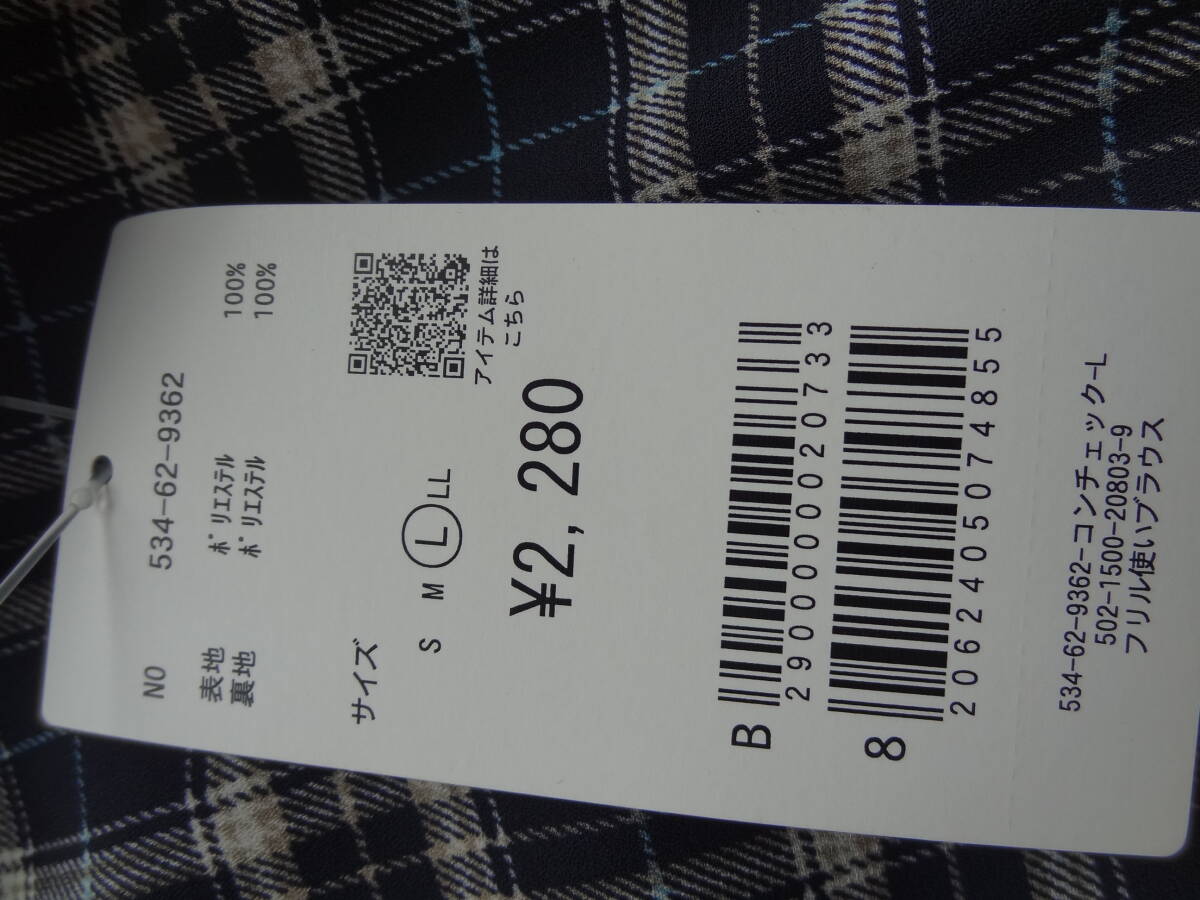 NO 534-62-9362
表地 ﾎﾟﾘｴｽﾃﾙ 100%
裏地 ﾎﾟﾘｴｽﾃﾙ 100%
サイズ
S M L LL
アイテム詳細は
こちら
¥2,280
B
2900000020733
8
2062405074855
534-62-9362-コンチェック-L
502-1500-20803-9
フリル使いブラウス